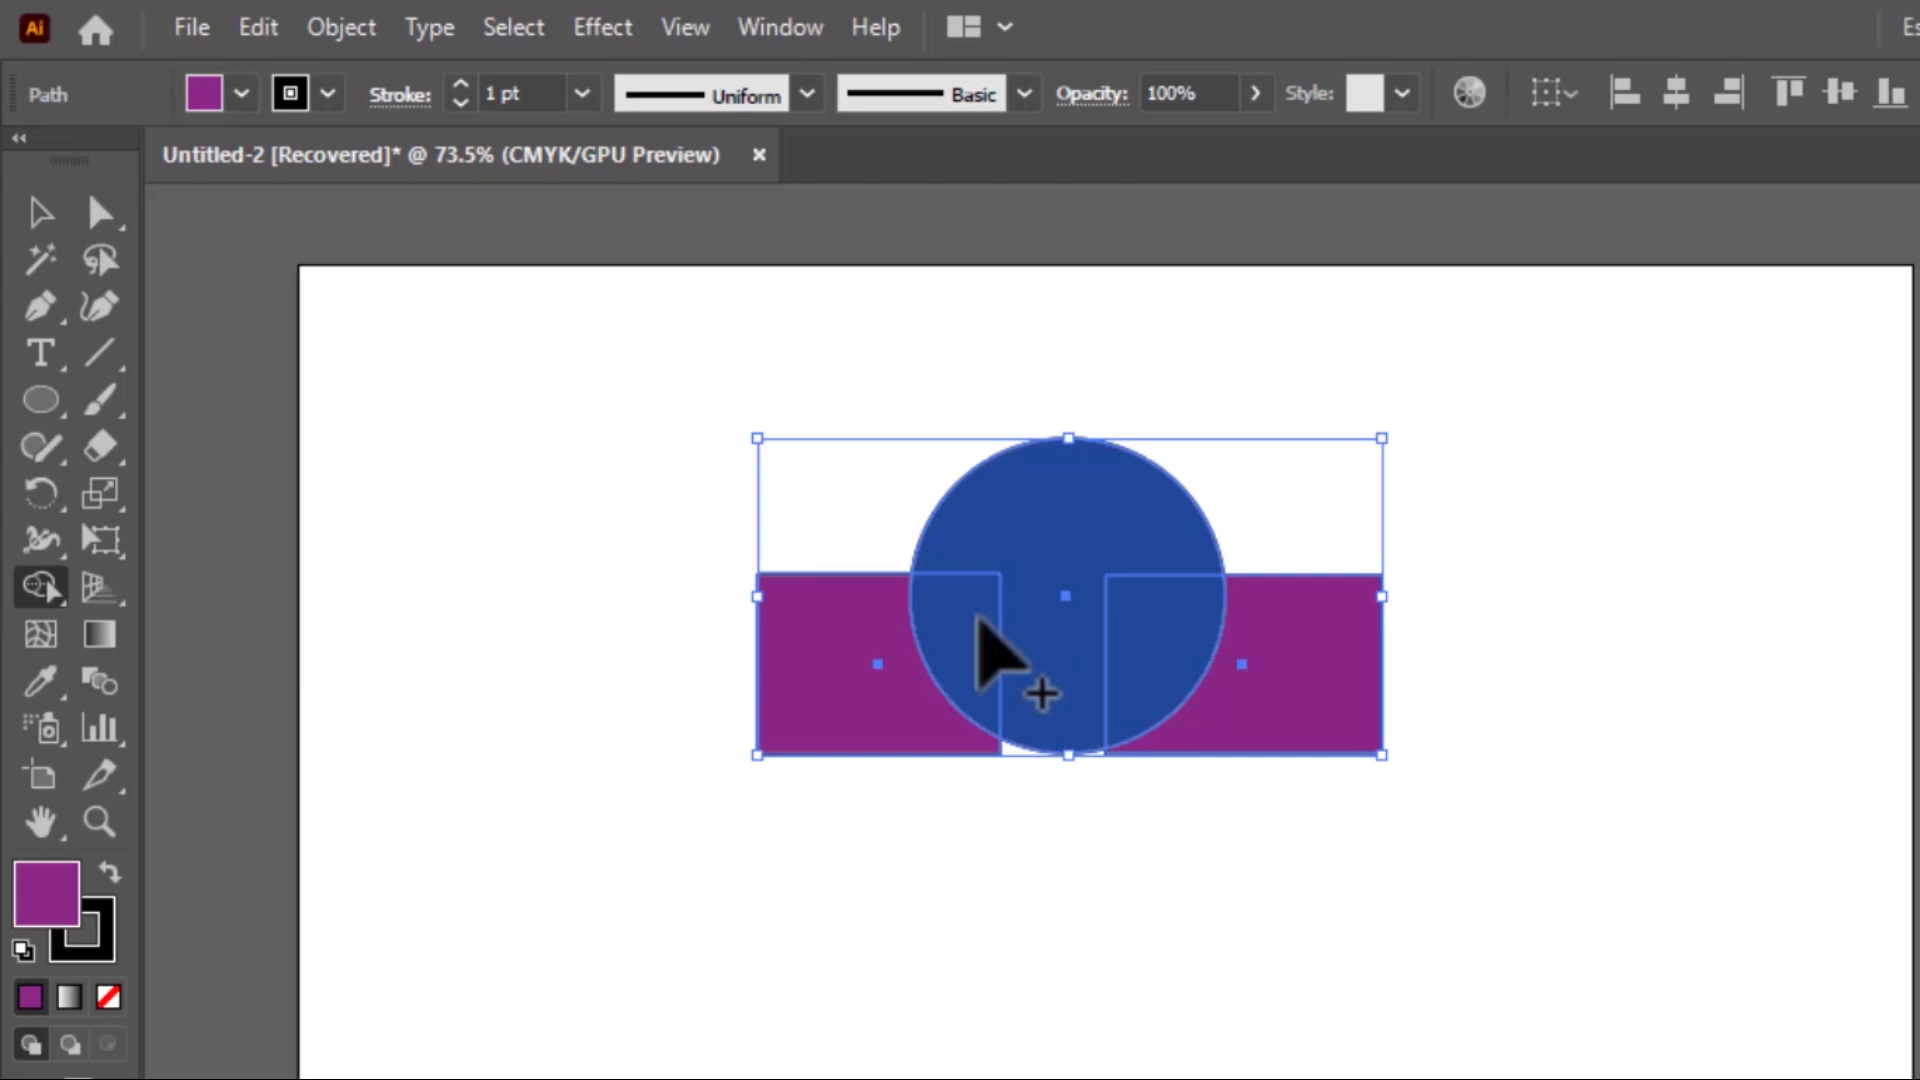 Ai File Edit Object Type Select Effect View Window Help Es
Path Stroke: 1 pt Uniform Basic Opacity: 100% Style:
Untitled-2 [Recovered]* @ 73.5% (CMYK/GPU Preview)